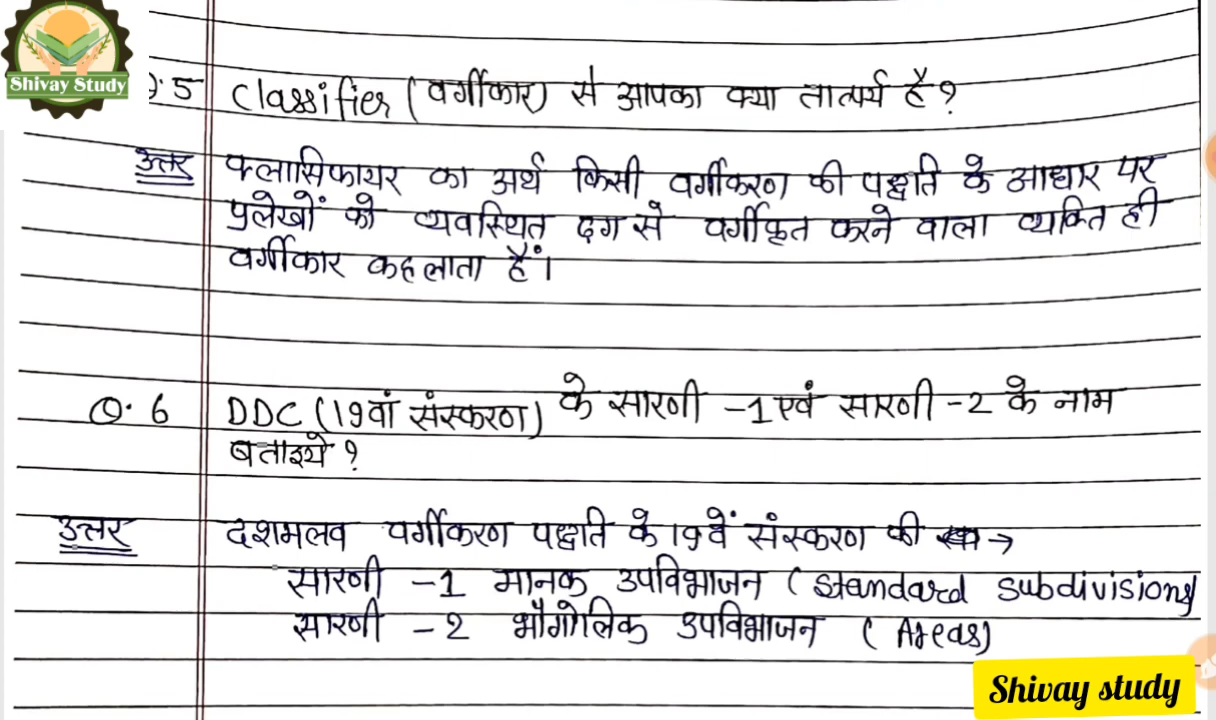 Shivay Study
Q.5 Classifier (वर्गीकार) से आपका क्या तात्पर्य है?
उत्तर क्लासिफायर का अर्थ किसी वर्गीकरण की पद्धति के आधार पर
प्रलेखों को व्यवस्थित ढग से वर्गीकृत करने वाला व्यक्ति ही
वर्गीकार कहलाता हैं।
Q.6 DDC (19वां संस्करण) के सारणी -1 एवं सारणी -2 के नाम
बताइये ?
उत्तर दशमलव वर्गीकरण पद्धति के 19वें संस्करण की →
सारणी -1 मानक उपविभाजन (Standard subdivisions)
सारणी -2 भौगोलिक उपविभाजन (Areas)
Shivay study